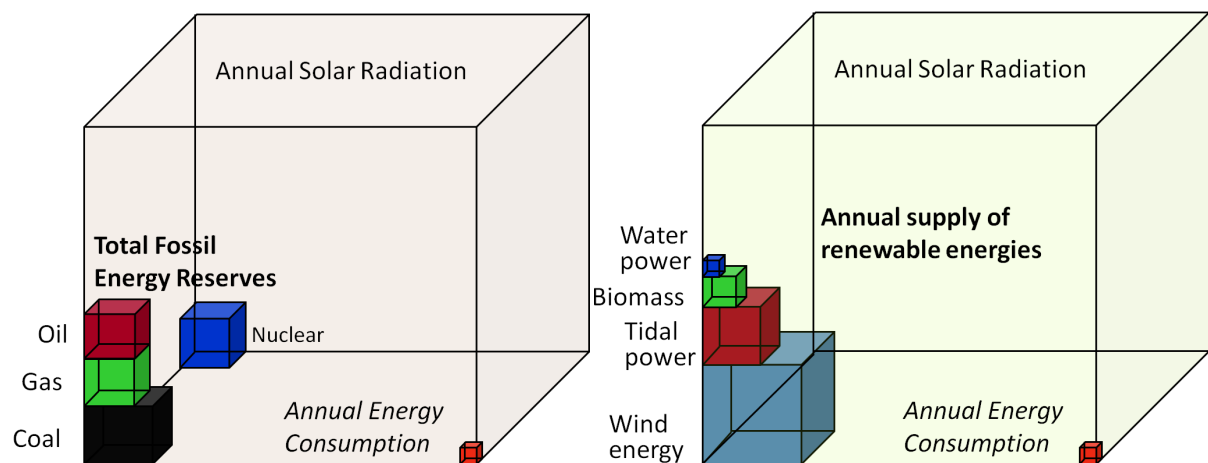 Annual Solar Radiation
Total Fossil
Energy Reserves
Oil
Nuclear
Gas
Coal
Annual Energy
Consumption
Annual Solar Radiation
Annual supply of
renewable energies
Water
power
Biomass
Tidal
power
Wind
energy
Annual Energy
Consumption